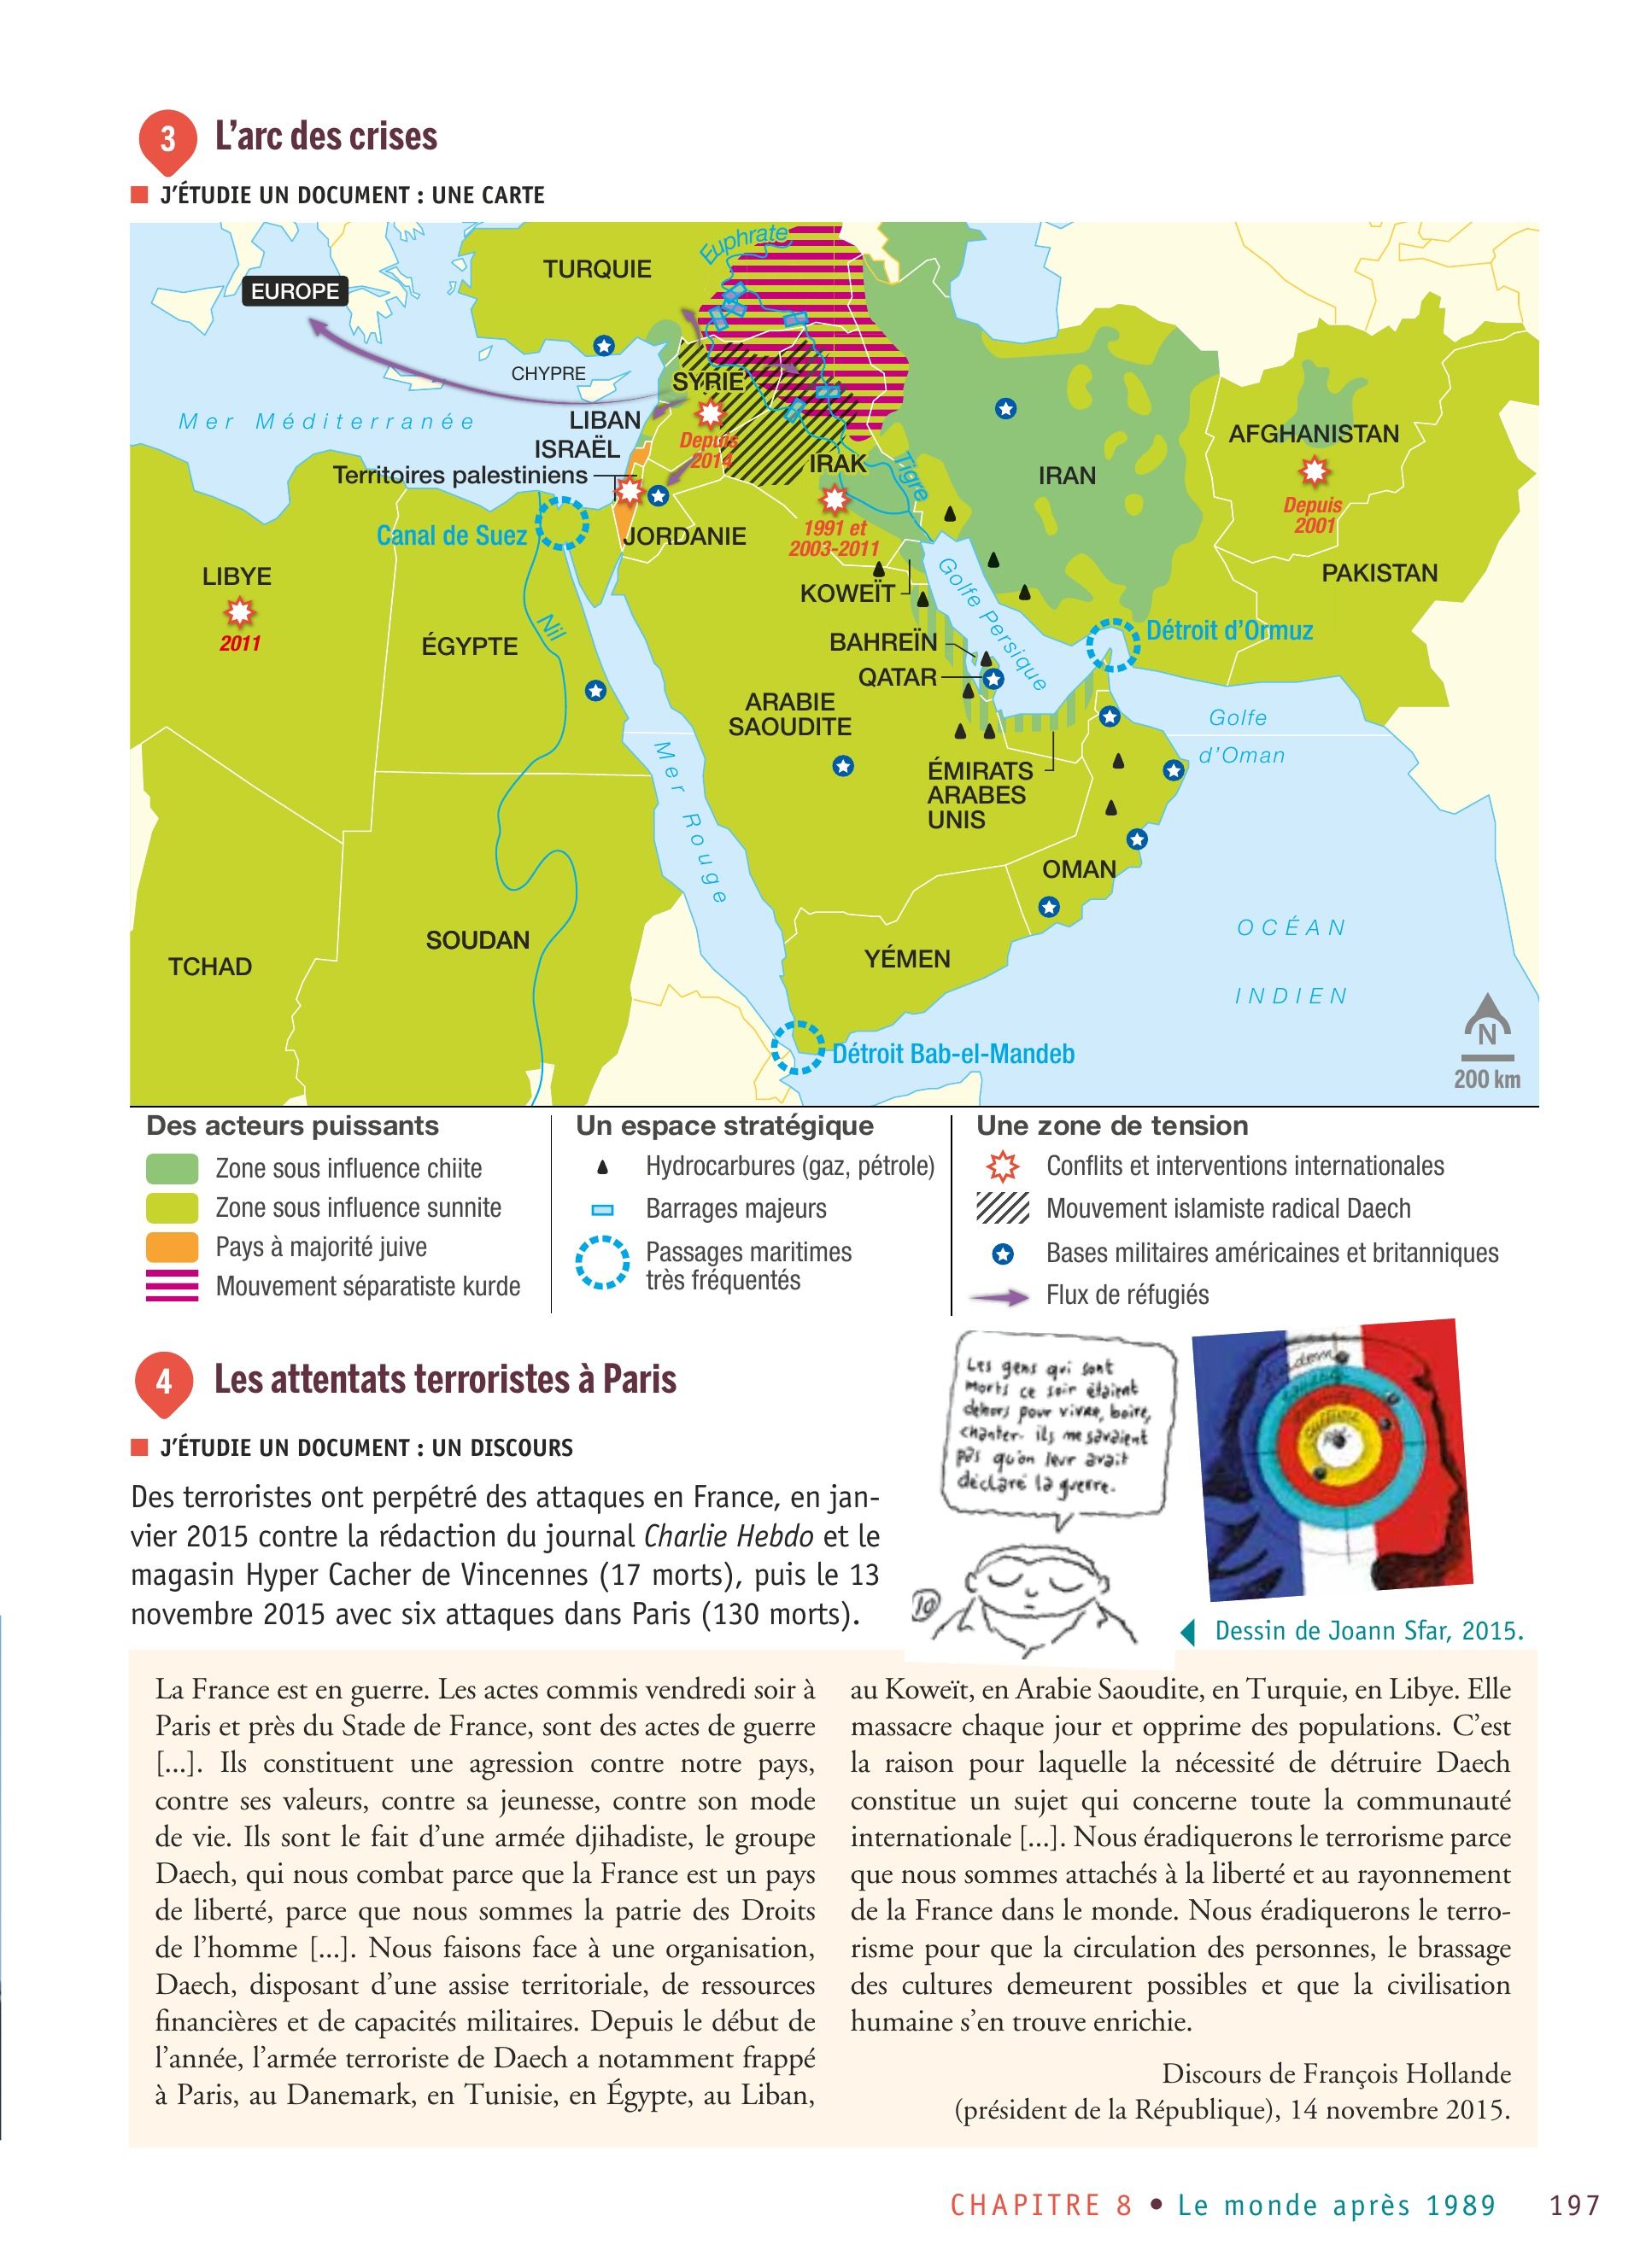 3
L’arc des crises
J’ÉTUDIE UN DOCUMENT : UNE CARTE
Euphrate
TURQUIE
EUROPE
CHYPRE
SYRIE
Mer Méditerranée
LIBAN
Depuis
2014
ISRAËL
Territoires palestiniens
IRAK
Tigre
IRAN
AFGHANISTAN
Depuis
2001
Canal de Suez
JORDANIE
1991 et
2003-2011
LIBYE
2011
KOWEÏT
Golfe Persique
PAKISTAN
Nil
ÉGYPTE
BAHREÏN
Détroit d’Ormuz
QATAR
ARABIE
SAOUDITE
Golfe
d’Oman
Mer Rouge
ÉMIRATS
ARABES
UNIS
OMAN
SOUDAN
TCHAD
YÉMEN
OCÉAN
INDIEN
Détroit Bab-el-Mandeb
N
200 km
Des acteurs puissants
Zone sous influence chiite
Zone sous influence sunnite
Pays à majorité juive
Mouvement séparatiste kurde
Un espace stratégique
Hydrocarbures (gaz, pétrole)
Barrages majeurs
Passages maritimes
très fréquentés
Une zone de tension
Conflits et interventions internationales
Mouvement islamiste radical Daech
Bases militaires américaines et britanniques
Flux de réfugiés
4
Les attentats terroristes à Paris
J’ÉTUDIE UN DOCUMENT : UN DISCOURS
Des terroristes ont perpétré des attaques en France, en jan-
vier 2015 contre la rédaction du journal Charlie Hebdo et le
magasin Hyper Cacher de Vincennes (17 morts), puis le 13
novembre 2015 avec six attaques dans Paris (130 morts).
Les gens qui sont
morts ce soir étaient
dehors pour vivre, boire,
chanter. ils ne savaient
pas qu'on leur avait
déclaré la guerre.
10
Dessin de Joann Sfar, 2015.
La France est en guerre. Les actes commis vendredi soir à
Paris et près du Stade de France, sont des actes de guerre
[...]. Ils constituent une agression contre notre pays,
contre ses valeurs, contre sa jeunesse, contre son mode
de vie. Ils sont le fait d’une armée djihadiste, le groupe
Daech, qui nous combat parce que la France est un pays
de liberté, parce que nous sommes la patrie des Droits
de l’homme [...]. Nous faisons face à une organisation,
Daech, disposant d’une assise territoriale, de ressources
financières et de capacités militaires. Depuis le début de
l’année, l’armée terroriste de Daech a notamment frappé
à Paris, au Danemark, en Tunisie, en Égypte, au Liban,
au Koweït, en Arabie Saoudite, en Turquie, en Libye. Elle
massacre chaque jour et opprime des populations. C’est
la raison pour laquelle la nécessité de détruire Daech
constitue un sujet qui concerne toute la communauté
internationale [...]. Nous éradiquerons le terrorisme parce
que nous sommes attachés à la liberté et au rayonnement
de la France dans le monde. Nous éradiquerons le terro-
risme pour que la circulation des personnes, le brassage
des cultures demeurent possibles et que la civilisation
humaine s’en trouve enrichie.
Discours de François Hollande
(président de la République), 14 novembre 2015.
CHAPITRE 8 • Le monde après 1989 197